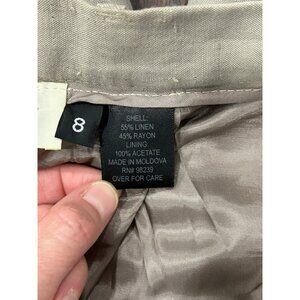 8
SHELL:
55% LINEN
45% RAYON
LINING
100% ACETATE
MADE IN MOLDOVA
RN# 98239
OVER FOR CARE